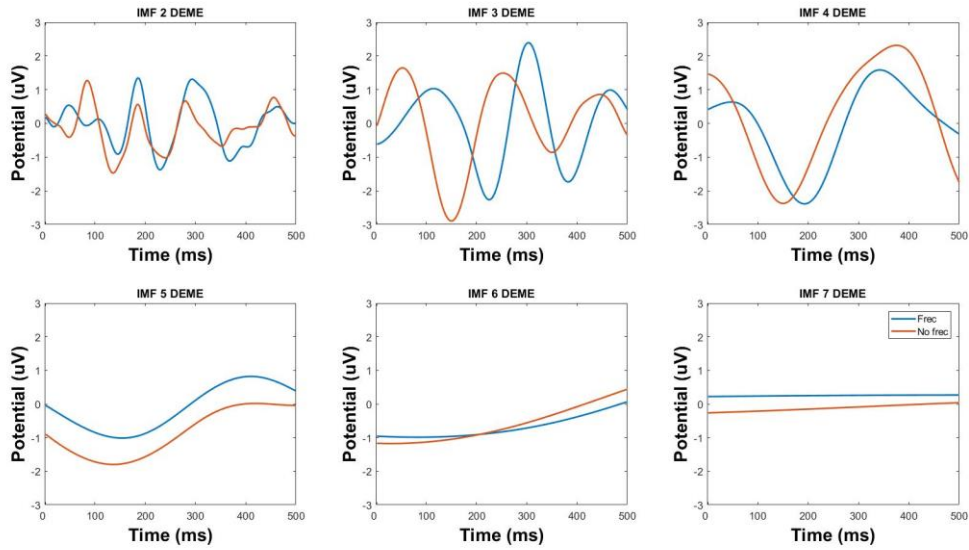 IMF 2 DEME
Potential (uV)
3
2
1
0
-1
-2
-3
0 100 200 300 400 500
Time (ms)
IMF 3 DEME
Potential (uV)
3
2
1
0
-1
-2
-3
0 100 200 300 400 500
Time (ms)
IMF 4 DEME
Potential (uV)
3
2
1
0
-1
-2
-3
0 100 200 300 400 500
Time (ms)
IMF 5 DEME
Potential (uV)
3
2
1
0
-1
-2
-3
0 100 200 300 400 500
Time (ms)
IMF 6 DEME
Potential (uV)
3
2
1
0
-1
-2
-3
0 100 200 300 400 500
Time (ms)
IMF 7 DEME
Potential (uV)
3
2
1
0
-1
-2
-3
0 100 200 300 400 500
Time (ms)
Frec
No frec